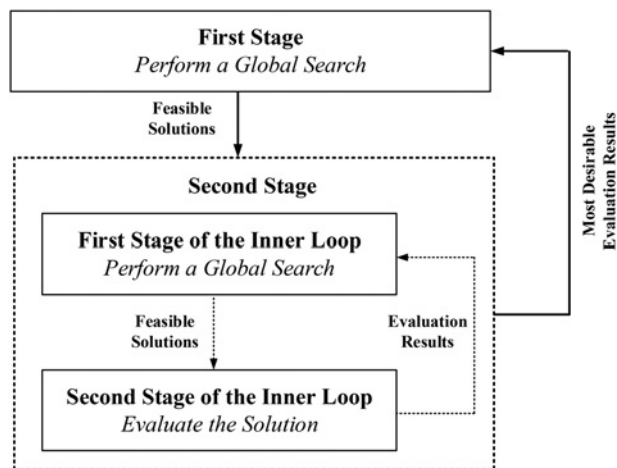 First Stage
Perform a Global Search
Feasible
Solutions
Most Desirable
Evaluation Results
Second Stage
First Stage of the Inner Loop
Perform a Global Search
Feasible
Solutions
Evaluation
Results
Second Stage of the Inner Loop
Evaluate the Solution